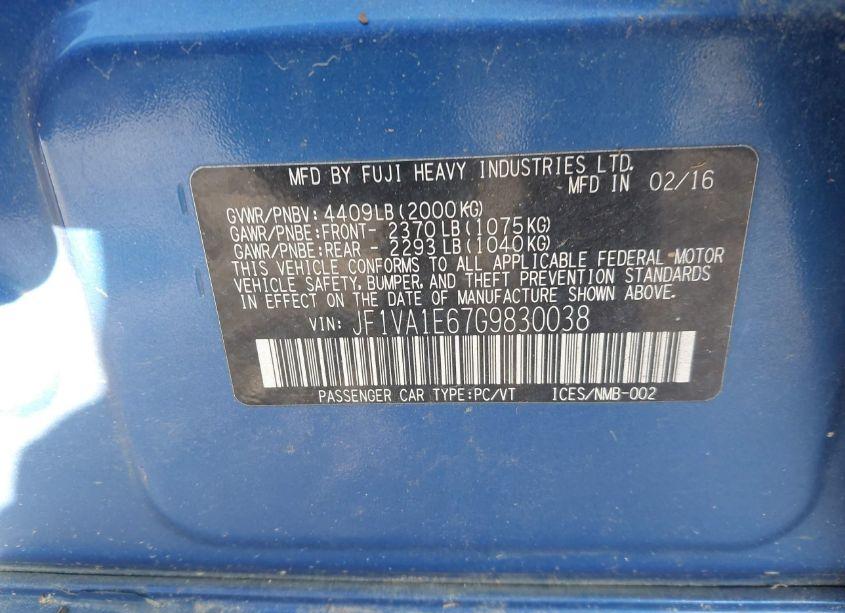 MFD BY FUJI HEAVY INDUSTRIES LTD.
MFD IN 02/16
GVWR/PNBV: 4409LB(2000KG)
GAWR/PNBE:FRONT- 2370LB(1075KG)
GAWR/PNBE:REAR - 2293LB(1040KG)
THIS VEHICLE CONFORMS TO ALL APPLICABLE FEDERAL MOTOR
VEHICLE SAFETY, BUMPER, AND THEFT PREVENTION STANDARDS
IN EFFECT ON THE DATE OF MANUFACTURE SHOWN ABOVE.
VIN: JF1VA1E67G9830038
PASSENGER CAR TYPE:PC/VT ICES/NMB-002